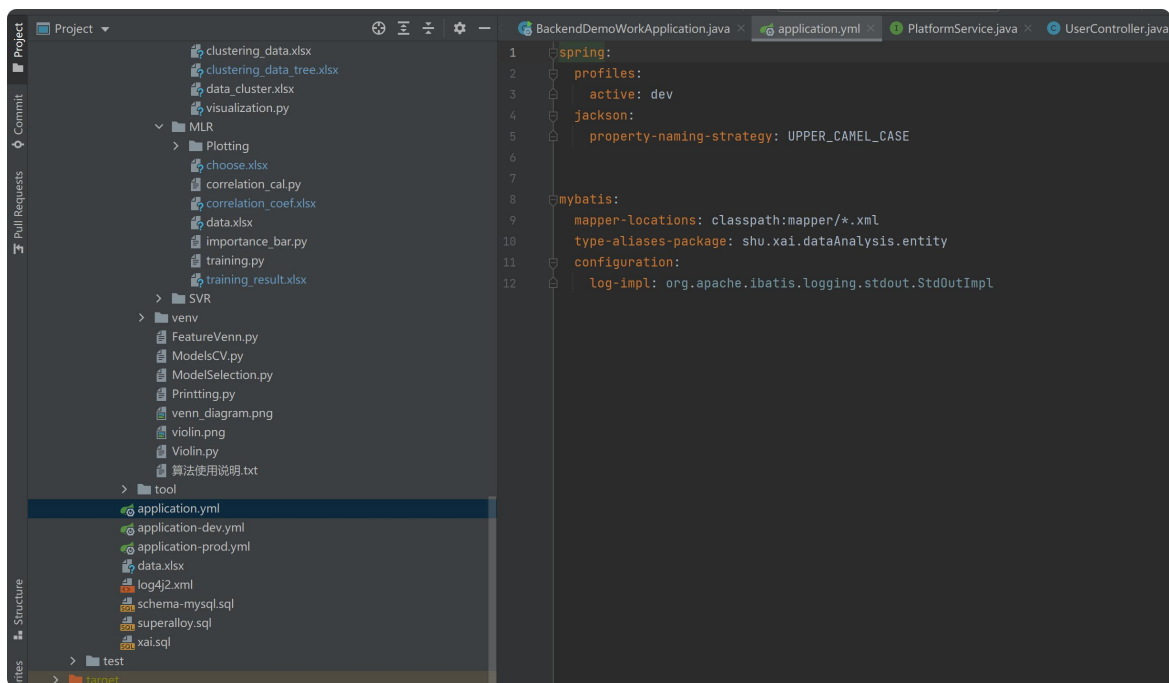 Project
Commit
Pull Requests
Structure
Project
clustering_data.xlsx
clustering_data_tree.xlsx
data_cluster.xlsx
visualization.py
MLR
Plotting
choose.xlsx
correlation_cal.py
correlation_coef.xlsx
data.xlsx
importance_bar.py
training.py
training_result.xlsx
SVR
venv
FeatureVenn.py
ModelsCV.py
ModelSelection.py
Printting.py
venn_diagram.png
violin.png
Violin.py
算法使用说明.txt
tool
application.yml
application-dev.yml
application-prod.yml
data.xlsx
log4j2.xml
schema-mysql.sql
superalloy.sql
xai.sql
test
target
BackendDemoWorkApplication.java
application.yml
PlatformService.java
UserController.java
1 spring:
2 profiles:
3 active: dev
4 jackson:
5 property-naming-strategy: UPPER_CAMEL_CASE
6
7
8 mybatis:
9 mapper-locations: classpath:mapper/*.xml
10 type-aliases-package: shu.xai.dataAnalysis.entity
11 configuration:
12 log-impl: org.apache.ibatis.logging.stdout.StdOutImpl